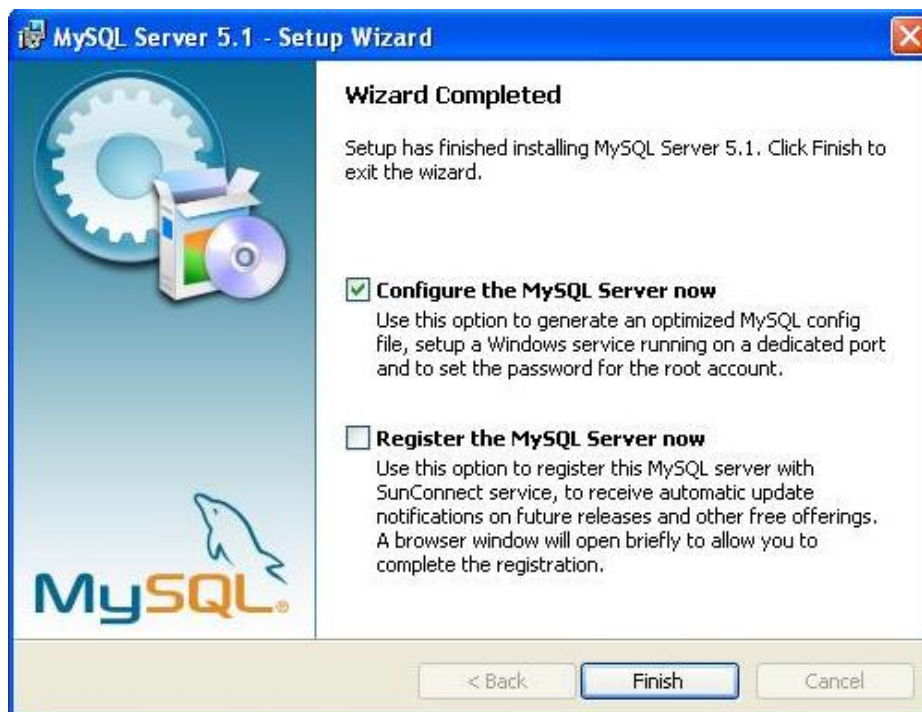 MySQL Server 5.1 - Setup Wizard
Wizard Completed
Setup has finished installing MySQL Server 5.1. Click Finish to
exit the wizard.
Configure the MySQL Server now
Use this option to generate an optimized MySQL config
file, setup a Windows service running on a dedicated port
and to set the password for the root account.
Register the MySQL Server now
Use this option to register this MySQL server with
SunConnect service, to receive automatic update
notifications on future releases and other free offerings.
A browser window will open briefly to allow you to
complete the registration.
MySQL®
< Back
Finish
Cancel